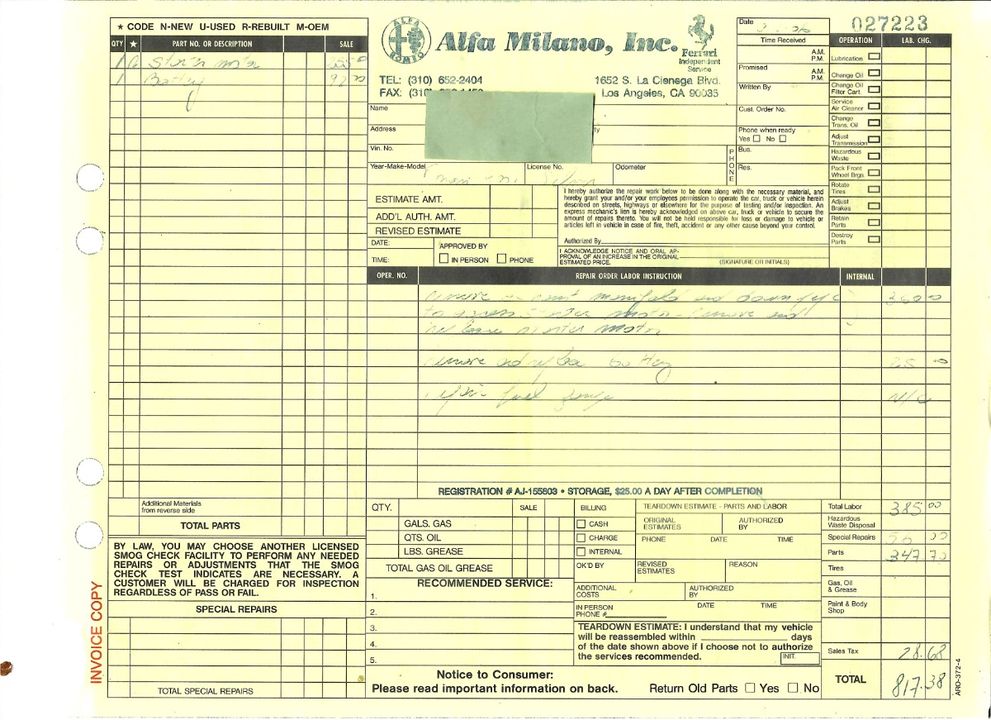 ★ CODE N-NEW U-USED R-REBUILT M-OEM
QTY ★ PART NO. OR DESCRIPTION SALE
1
1 Battery
Additional Materials
from reverse side
TOTAL PARTS
BY LAW, YOU MAY CHOOSE ANOTHER LICENSED
SMOG CHECK FACILITY TO PERFORM ANY NEEDED
REPAIRS OR ADJUSTMENTS THAT THE SMOG
CHECK TEST INDICATES ARE NECESSARY. A
CUSTOMER WILL BE CHARGED FOR INSPECTION
REGARDLESS OF PASS OR FAIL.
SPECIAL REPAIRS
TOTAL SPECIAL REPAIRS
INVOICE COPY
ALFA
ROMEO
Alfa Milano, Inc.
Ferrari
Independent
Service
TEL: (310) 652-2404
FAX: (310)
1652 S. La Cienega Blvd.
Los Angeles, CA 90035
Name
Address
Vin. No.
Year-Make-Model License No. Odometer
Date
Time Received A.M. P.M.
Promised A.M. P.M.
Written By
Cust. Order No.
Phone when ready
Yes No
PHONE
Bus.
Res.
027223
OPERATION LAB. CHG.
Lubrication
Change Oil
Change Oil
Filter Cart.
Service
Air Cleaner
Change
Trans. Oil
Adjust
Transmission
Hazardous
Waste
Pack Front
Wheel Brgs.
Rotate
Tires
Adjust
Brakes
Retain
Parts
Destroy
Parts
ESTIMATE AMT.
ADD'L AUTH. AMT.
REVISED ESTIMATE
DATE:
TIME:
APPROVED BY
IN PERSON PHONE
I hereby authorize the repair work below to be done along with the necessary material, and
hereby grant your and/or your employees permission to operate the car, truck or vehicle herein
described on streets, highways or elsewhere for the purpose of testing and/or inspection. An
express mechanic's lien is hereby acknowledged on above car, truck or vehicle to secure the
amount of repairs thereto. You will not be held responsible for loss or damage to vehicle or
articles left in vehicle in case of fire, theft, accident or any other cause beyond your control.
Authorized By
I ACKNOWLEDGE NOTICE AND ORAL AP-
PROVAL OF AN INCREASE IN THE ORIGINAL
ESTIMATED PRICE.
(SIGNATURE OR INITIALS)
OPER. NO. REPAIR ORDER LABOR INSTRUCTION INTERNAL
manifold and
starter motor remove and
starter motor
remove battery
fuel N/C
REGISTRATION # AJ-155603 • STORAGE, $25.00 A DAY AFTER COMPLETION
QTY. SALE
GALS. GAS
QTS. OIL
LBS. GREASE
TOTAL GAS OIL GREASE
RECOMMENDED SERVICE:
1.
2.
3.
4.
5.
BILLING
CASH
CHARGE
INTERNAL
OK'D BY
TEARDOWN ESTIMATE - PARTS AND LABOR
ORIGINAL
ESTIMATES
AUTHORIZED
BY
PHONE DATE TIME
REVISED
ESTIMATES
REASON
ADDITIONAL
COSTS
AUTHORIZED
BY
IN PERSON
PHONE #
DATE TIME
TEARDOWN ESTIMATE: I understand that my vehicle
will be reassembled within days
of the date shown above if I choose not to authorize
the services recommended.
INIT.
Notice to Consumer:
Please read important information on back.
Return Old Parts Yes No
Total Labor 385 00
Hazardous
Waste Disposal
Special Repairs
Parts 347.70
Tires
Gas, Oil
& Grease
Paint & Body
Shop
Sales Tax 28.68
TOTAL 817.38
ARO-372-4